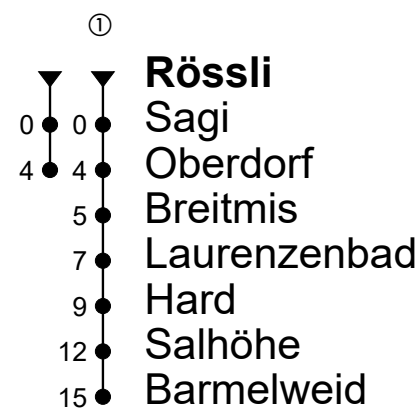 ①
Rössli
0 0 Sagi
4 4 Oberdorf
5 Breitmis
7 Laurenzenbad
9 Hard
12 Salhöhe
15 Barmelweid